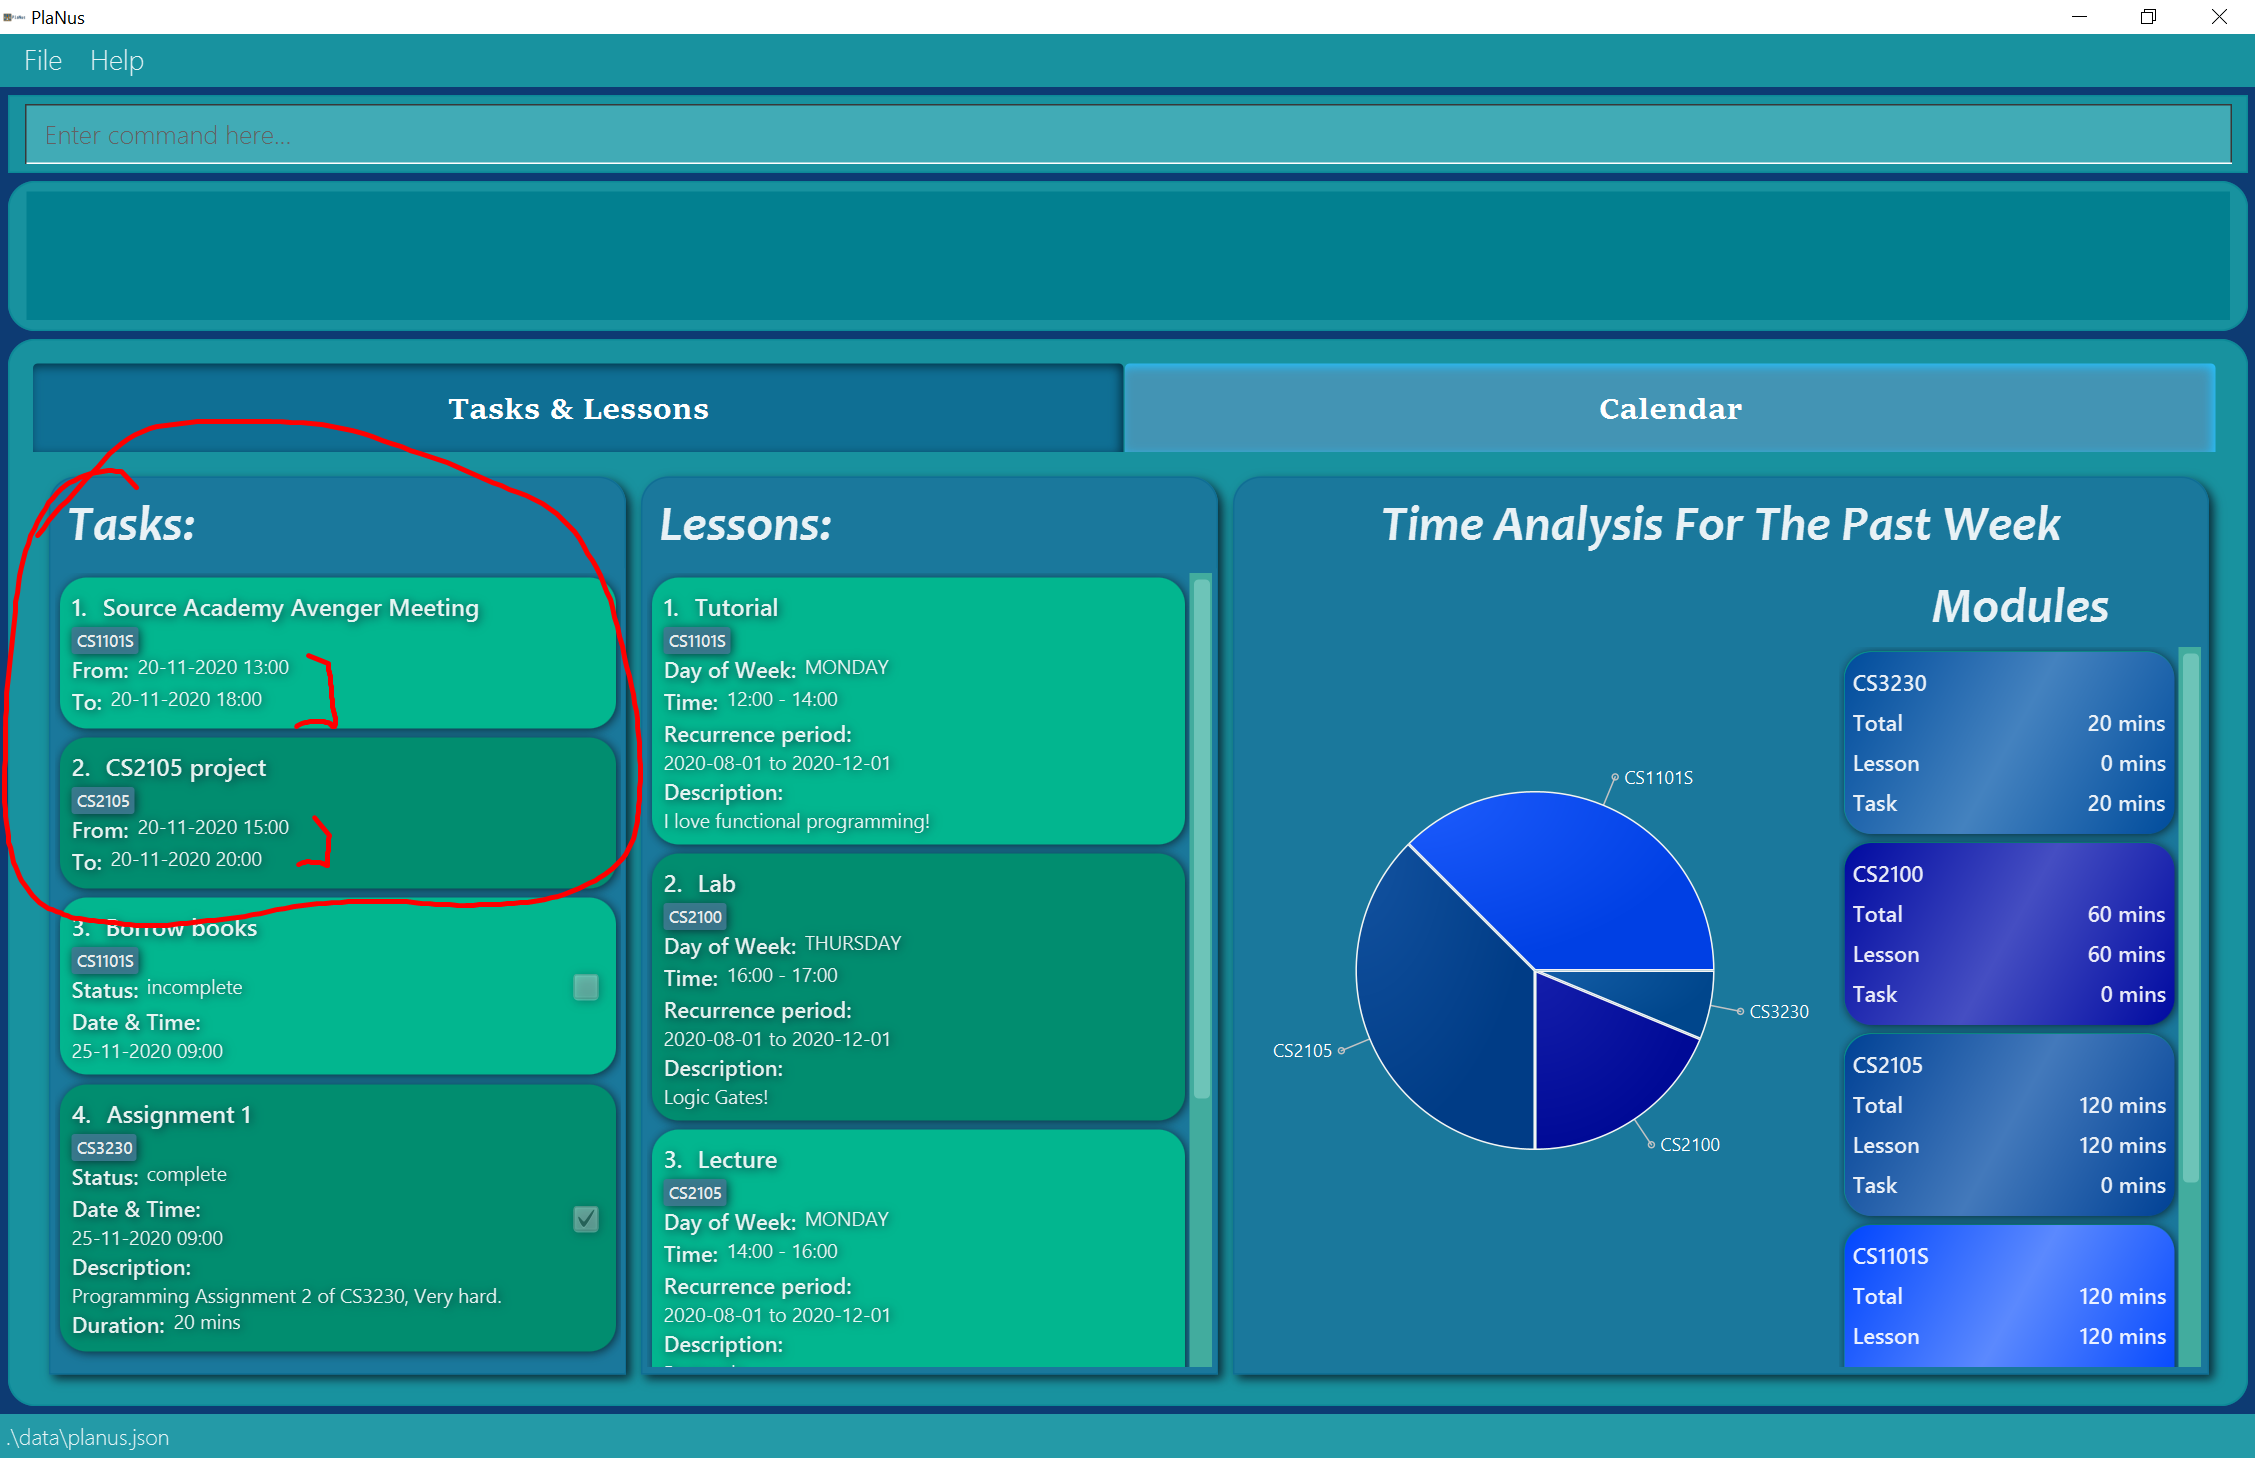 PlaNus
File Help
Enter command here...
Tasks & Lessons
Calendar
Tasks:
1. Source Academy Avenger Meeting
CS1101S
From: 20-11-2020 13:00
To: 20-11-2020 18:00
2. CS2105 project
CS2105
From: 20-11-2020 15:00
To: 20-11-2020 20:00
3. Borrow books
CS1101S
Status: incomplete
Date & Time:
25-11-2020 09:00
4. Assignment 1
CS3230
Status: complete
Date & Time:
25-11-2020 09:00
Description:
Programming Assignment 2 of CS3230, Very hard.
Duration: 20 mins
Lessons:
1. Tutorial
CS1101S
Day of Week: MONDAY
Time: 12:00 - 14:00
Recurrence period:
2020-08-01 to 2020-12-01
Description:
I love functional programming!
2. Lab
CS2100
Day of Week: THURSDAY
Time: 16:00 - 17:00
Recurrence period:
2020-08-01 to 2020-12-01
Description:
Logic Gates!
3. Lecture
CS2105
Day of Week: MONDAY
Time: 14:00 - 16:00
Recurrence period:
2020-08-01 to 2020-12-01
Description:
Time Analysis For The Past Week
CS1101S
CS3230
CS2105
CS2100
Modules
CS3230
Total 20 mins
Lesson 0 mins
Task 20 mins
CS2100
Total 60 mins
Lesson 60 mins
Task 0 mins
CS2105
Total 120 mins
Lesson 120 mins
Task 0 mins
CS1101S
Total 120 mins
Lesson 120 mins
.\data\planus.json